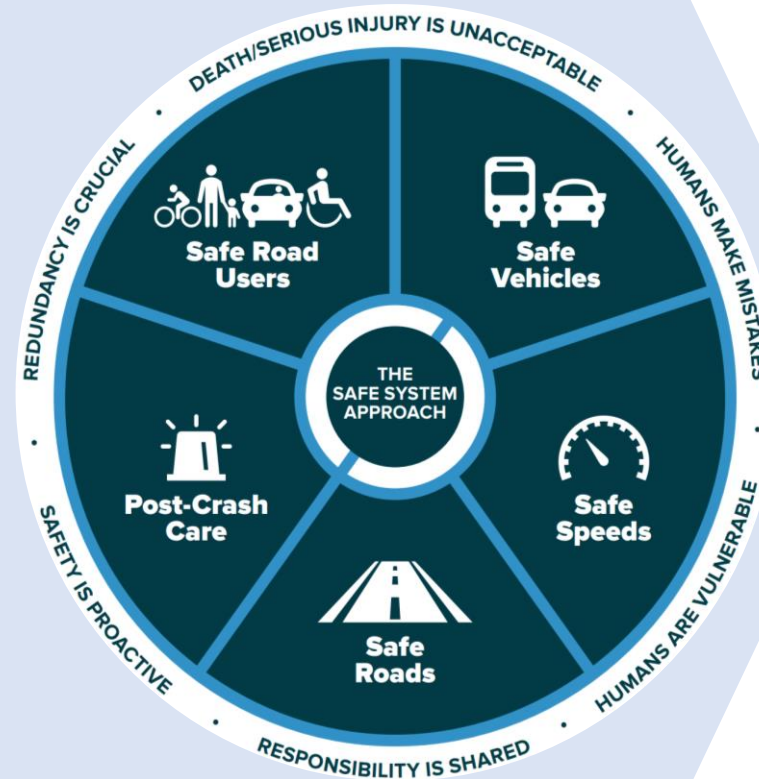 DEATH/SERIOUS INJURY IS UNACCEPTABLE
HUMANS MAKE MISTAKES
HUMANS ARE VULNERABLE
RESPONSIBILITY IS SHARED
SAFETY IS PROACTIVE
REDUNDANCY IS CRUCIAL
Safe Road
Users
Safe
Vehicles
Safe
Speeds
Safe
Roads
Post-Crash
Care
THE
SAFE SYSTEM
APPROACH